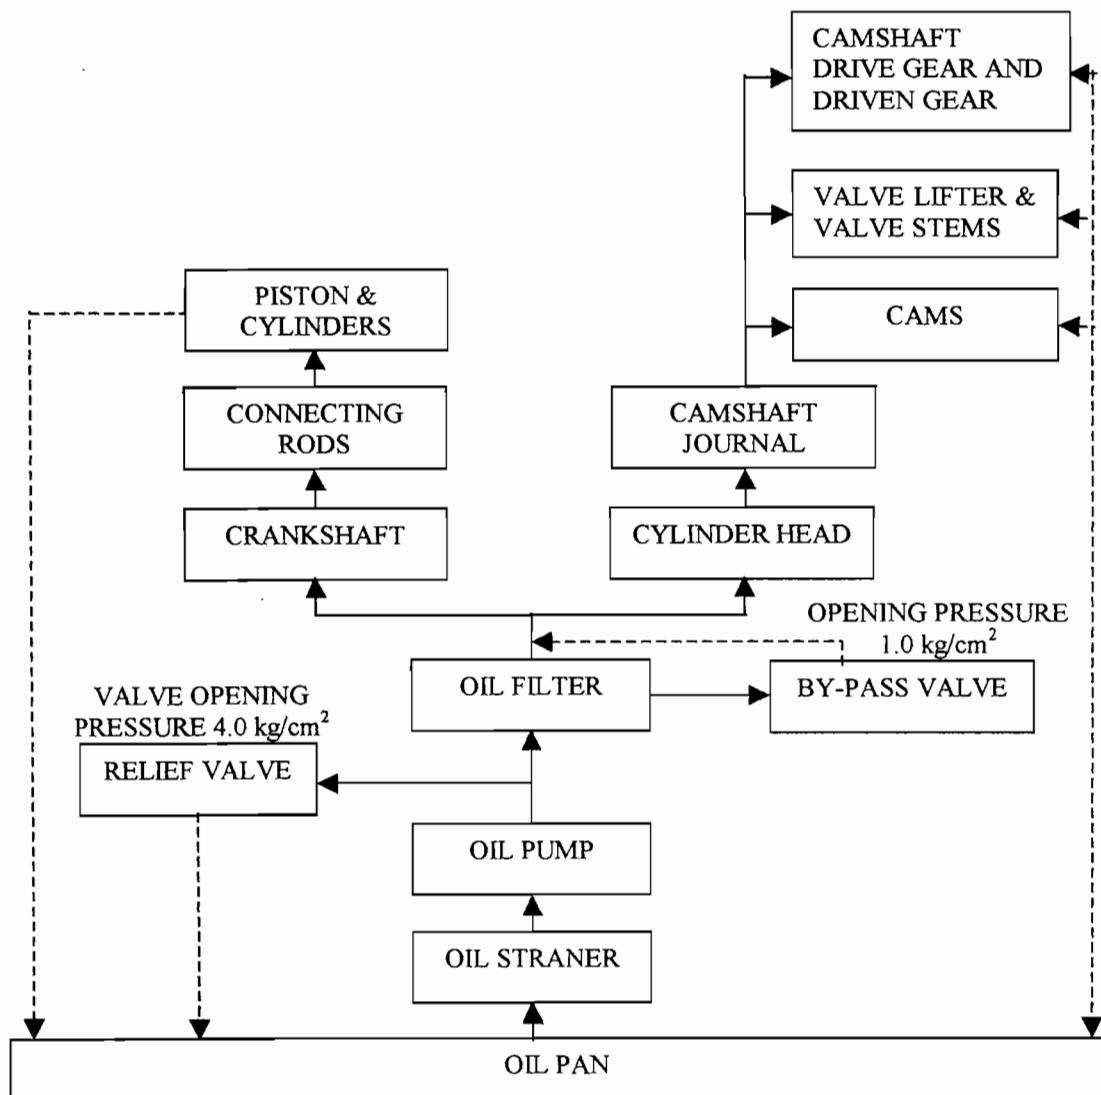 CAMSHAFT
DRIVE GEAR AND
DRIVEN GEAR
VALVE LIFTER &
VALVE STEMS
CAMS
PISTON &
CYLINDERS
CONNECTING
RODS
CAMSHAFT
JOURNAL
CRANKSHAFT
CYLINDER HEAD
OPENING PRESSURE
1.0 kg/cm²
OIL FILTER
BY-PASS VALVE
VALVE OPENING
PRESSURE 4.0 kg/cm²
RELIEF VALVE
OIL PUMP
OIL STRANER
OIL PAN